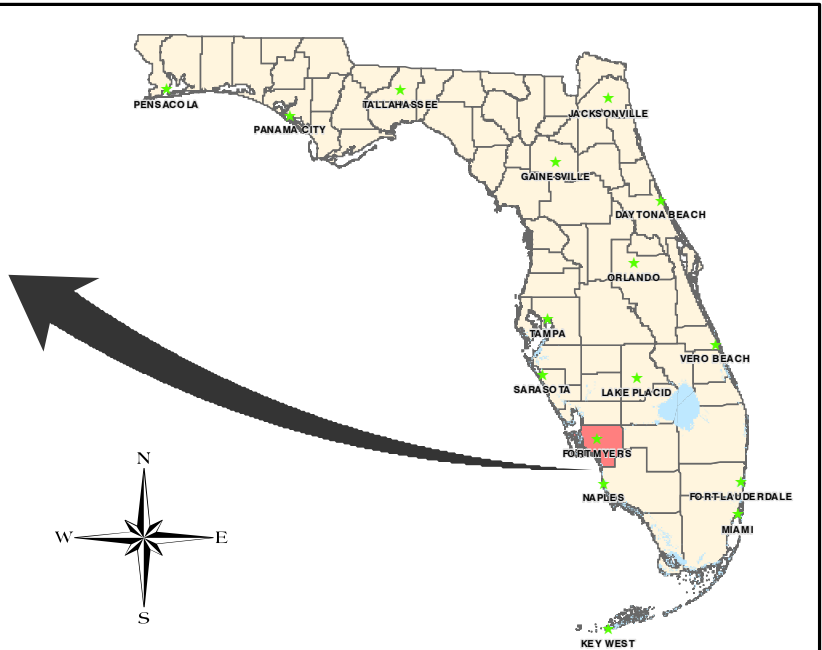 PENSACOLA
TALLAHASSEE
PANAMA CITY
JACKSONVILLE
GAINESVILLE
DAYTONA BEACH
ORLANDO
TAMPA
VERO BEACH
SARASOTA
LAKE PLACID
FORT MYERS
NAPLES
FORT LAUDERDALE
MIAMI
KEY WEST
N
W
E
S